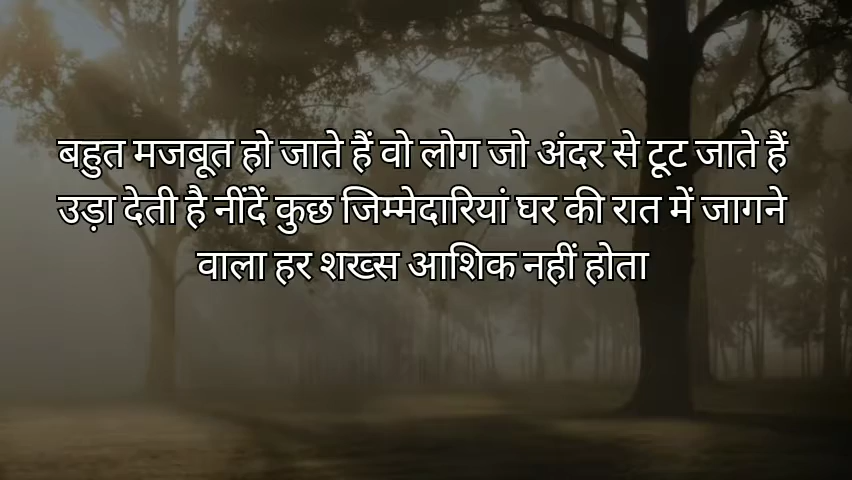 बहुत मजबूत हो जाते हैं वो लोग जो अंदर से टूट जाते हैं
उड़ा देती है नींदें कुछ जिम्मेदारियां घर की रात में जागने
वाला हर शख्स आशिक नहीं होता